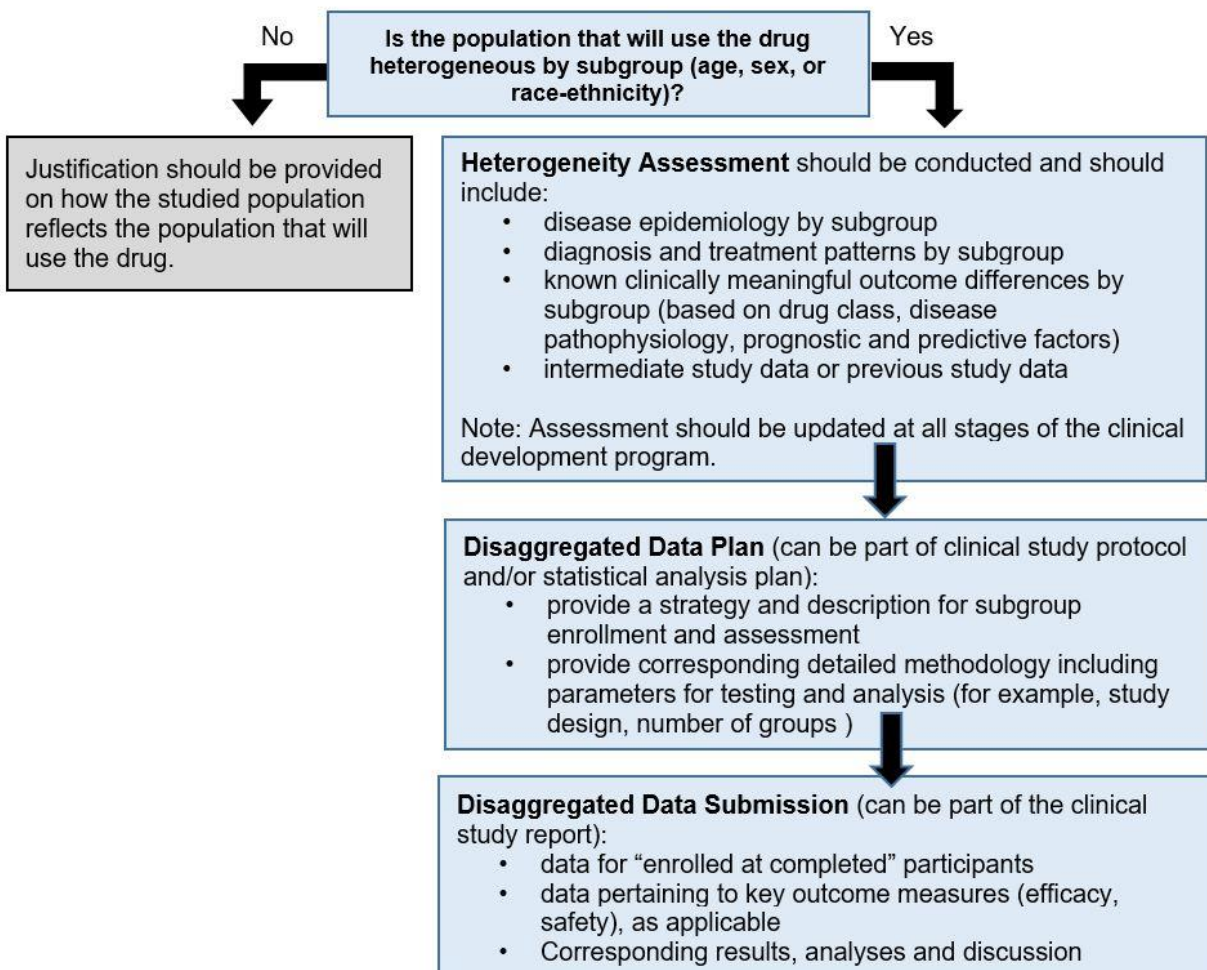 No
Is the population that will use the drug
heterogeneous by subgroup (age, sex, or
race-ethnicity)?
Yes
Justification should be provided
on how the studied population
reflects the population that will
use the drug.
Heterogeneity Assessment should be conducted and should
include:
• disease epidemiology by subgroup
• diagnosis and treatment patterns by subgroup
• known clinically meaningful outcome differences by
subgroup (based on drug class, disease
pathophysiology, prognostic and predictive factors)
• intermediate study data or previous study data
Note: Assessment should be updated at all stages of the clinical
development program.
Disaggregated Data Plan (can be part of clinical study protocol
and/or statistical analysis plan):
• provide a strategy and description for subgroup
enrollment and assessment
• provide corresponding detailed methodology including
parameters for testing and analysis (for example, study
design, number of groups )
Disaggregated Data Submission (can be part of the clinical
study report):
• data for “enrolled at completed” participants
• data pertaining to key outcome measures (efficacy,
safety), as applicable
• Corresponding results, analyses and discussion